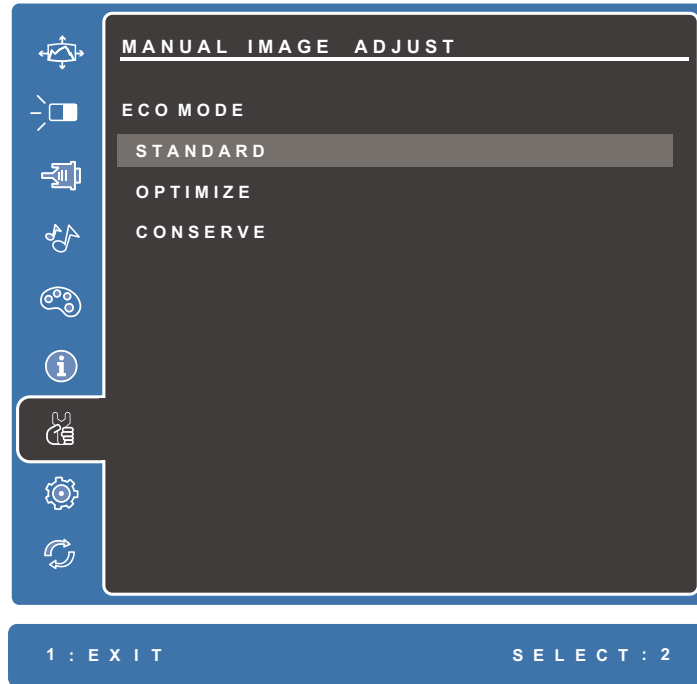 MANUAL IMAGE ADJUST
ECO MODE
STANDARD
OPTIMIZE
CONSERVE
1:EXIT SELECT:2